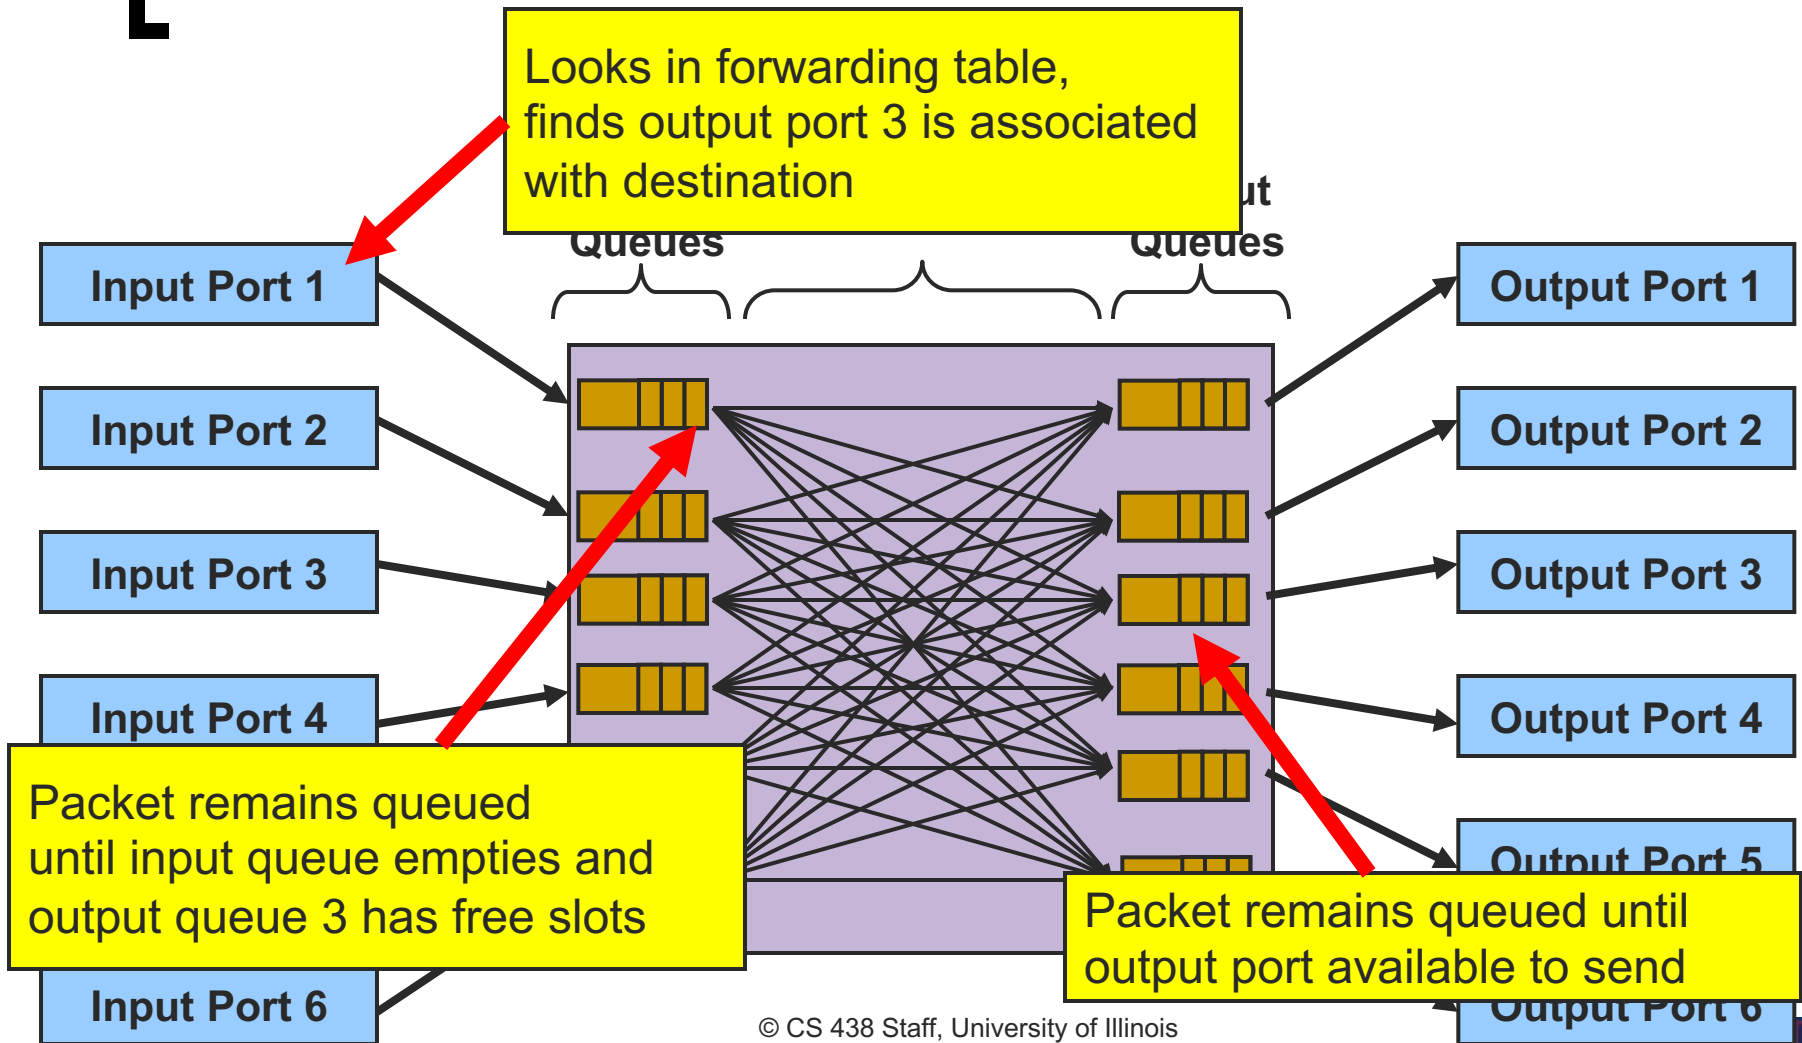 Looks in forwarding table,
finds output port 3 is associated
with destination
Queues
Queues
Input Port 1
Output Port 1
Input Port 2
Output Port 2
Input Port 3
Output Port 3
Input Port 4
Output Port 4
Packet remains queued
until input queue empties and
output queue 3 has free slots
Output Port 5
Packet remains queued until
output port available to send
Input Port 6
Output Port 6
© CS 438 Staff, University of Illinois